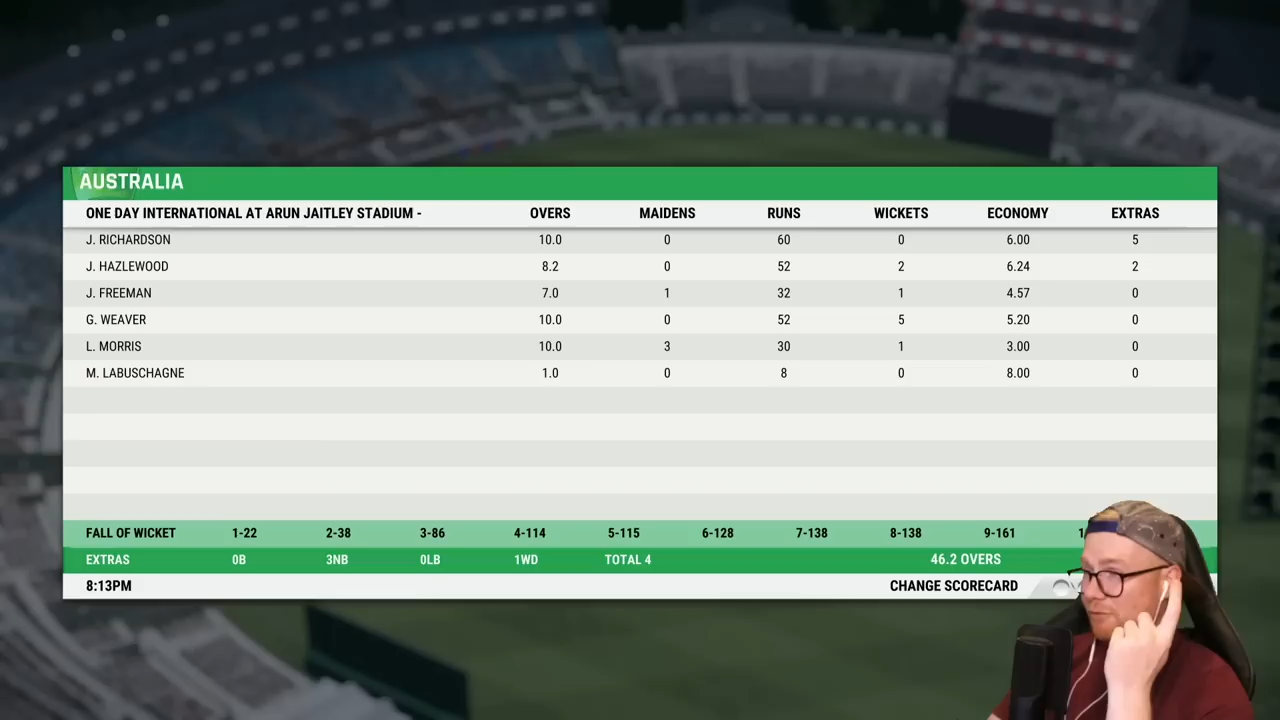 AUSTRALIA
ONE DAY INTERNATIONAL AT ARUN JAITLEY STADIUM - OVERS MAIDENS RUNS WICKETS ECONOMY EXTRAS
J. RICHARDSON 10.0 0 60 0 6.00 5
J. HAZLEWOOD 8.2 0 52 2 6.24 2
J. FREEMAN 7.0 1 32 1 4.57 0
G. WEAVER 10.0 0 52 5 5.20 0
L. MORRIS 10.0 3 30 1 3.00 0
M. LABUSCHAGNE 1.0 0 8 0 8.00 0
FALL OF WICKET 1-22 2-38 3-86 4-114 5-115 6-128 7-138 8-138 9-161
EXTRAS 0B 3NB 0LB 1WD TOTAL 4 46.2 OVERS
8:13PM CHANGE SCORECARD